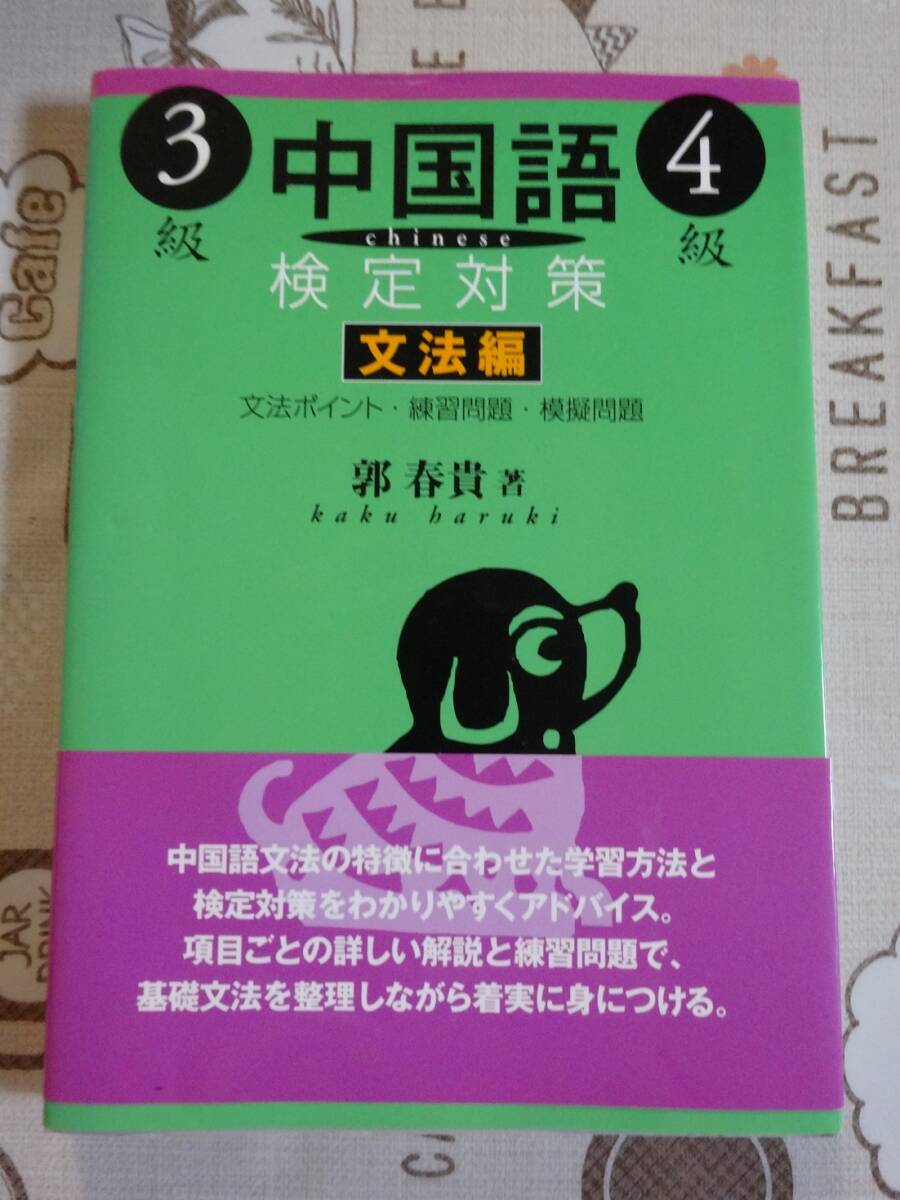 3級
4級
中国語
chinese
検定対策
文法編
文法ポイント・練習問題・模擬問題
郭 春貴 著
kaku haruki
中国語文法の特徴に合わせた学習方法と
検定対策をわかりやすくアドバイス。
項目ごとの詳しい解説と練習問題で、
基礎文法を整理しながら着実に身につける。
Cafe
BREAKFAST
JAR